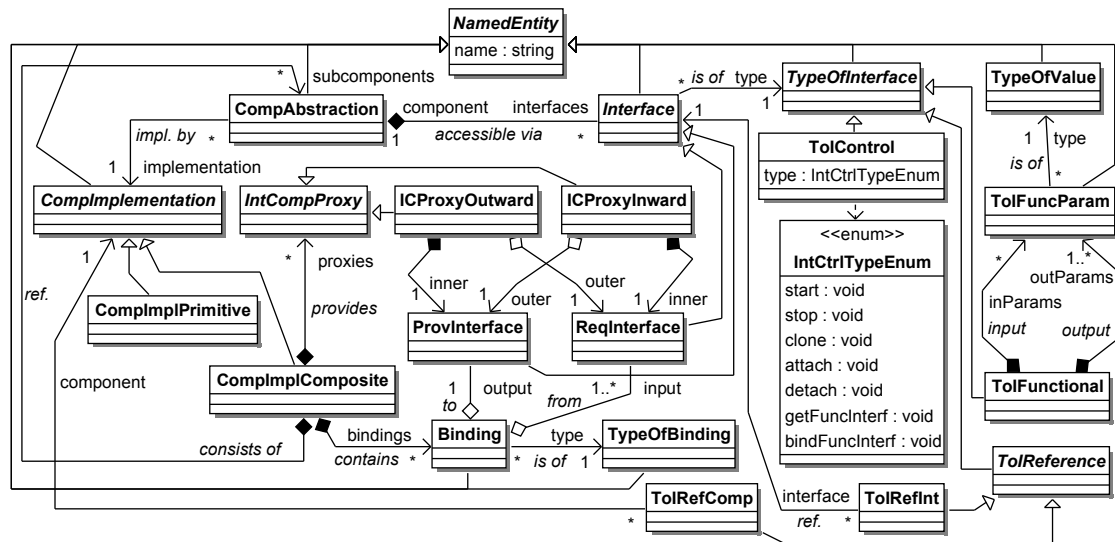 NamedEntity
name : string
subcomponents
*
CompAbstraction
component
interfaces
Interface
* is of type
1
TypeOfInterface
TypeOfValue
impl. by
*
1
accessible via
*
1
1 implementation
TolControl
type : IntCtrlTypeEnum
1 type
is of
*
CompImplementation
IntCompProxy
ICProxyOutward
ICProxyInward
TolFuncParam
<<enum>>
IntCtrlTypeEnum
start : void
stop : void
clone : void
attach : void
detach : void
getFuncInterf : void
bindFuncInterf : void
1
ref.
*
proxies
provides
inner
1
outer
1
outer
1
inner
1
*
inParams
input
1..*
outParams
output
CompImplPrimitive
ProvInterface
ReqInterface
component
CompImplComposite
1 output
to
from
1..* input
TolFunctional
consists of
bindings
contains
*
Binding
type
* is of 1
TypeOfBinding
TolReference
TolRefComp
*
interface
ref. *
TolRefInt